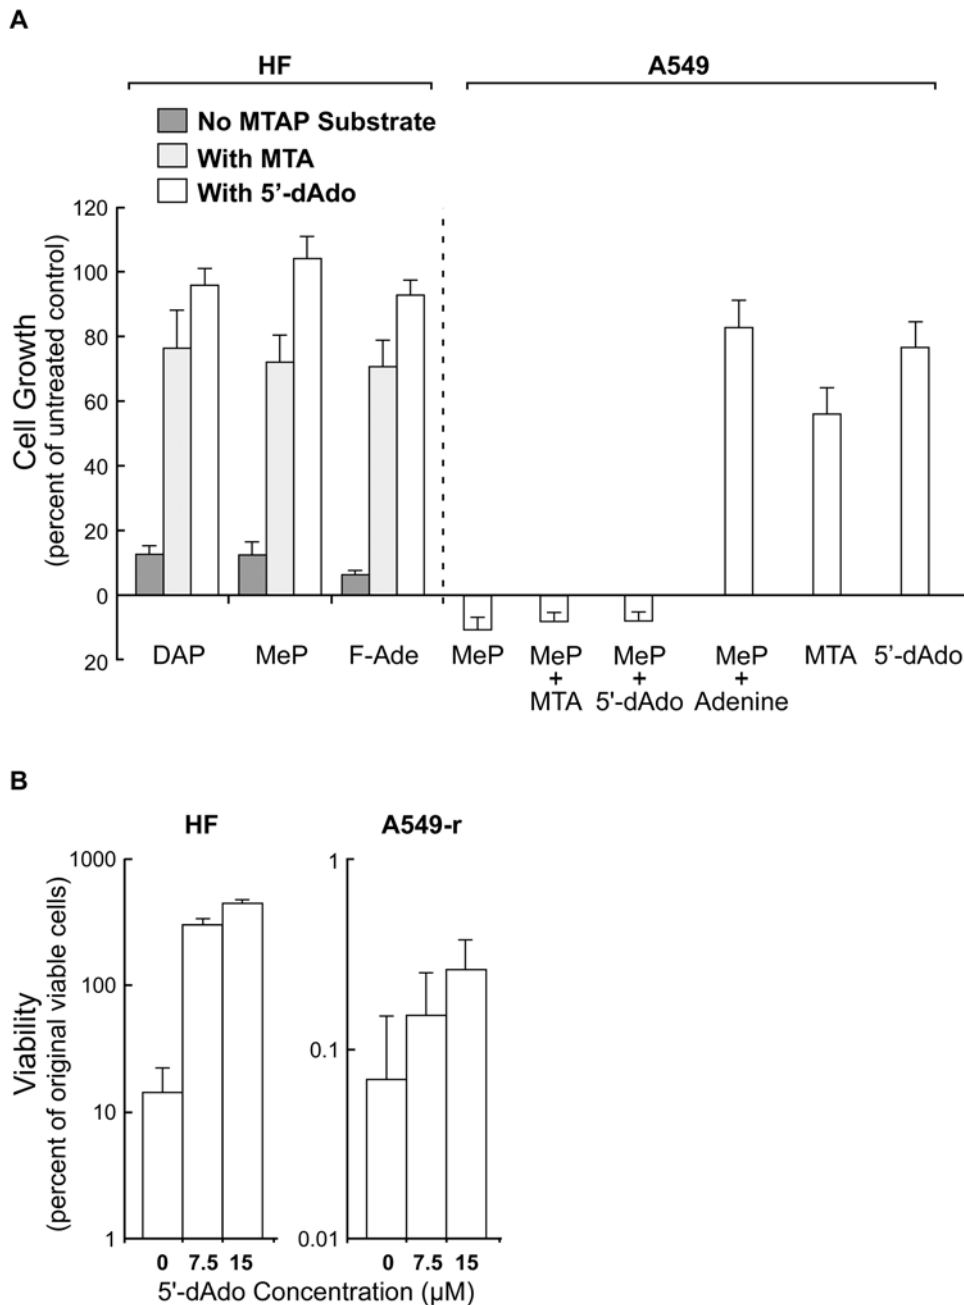 A
HF
A549
No MTAP Substrate
With MTA
With 5'-dAdo
Cell Growth
(percent of untreated control)
120
100
80
60
40
20
0
20
DAP
MeP
F-Ade
MeP
MeP
+
MTA
MeP
+
5'-dAdo
MeP
+
Adenine
MTA
5'-dAdo
B
HF
A549-r
Viability
(percent of original viable cells)
1000
100
10
1
1
0.1
0.01
0 7.5 15
0 7.5 15
5'-dAdo Concentration (µM)